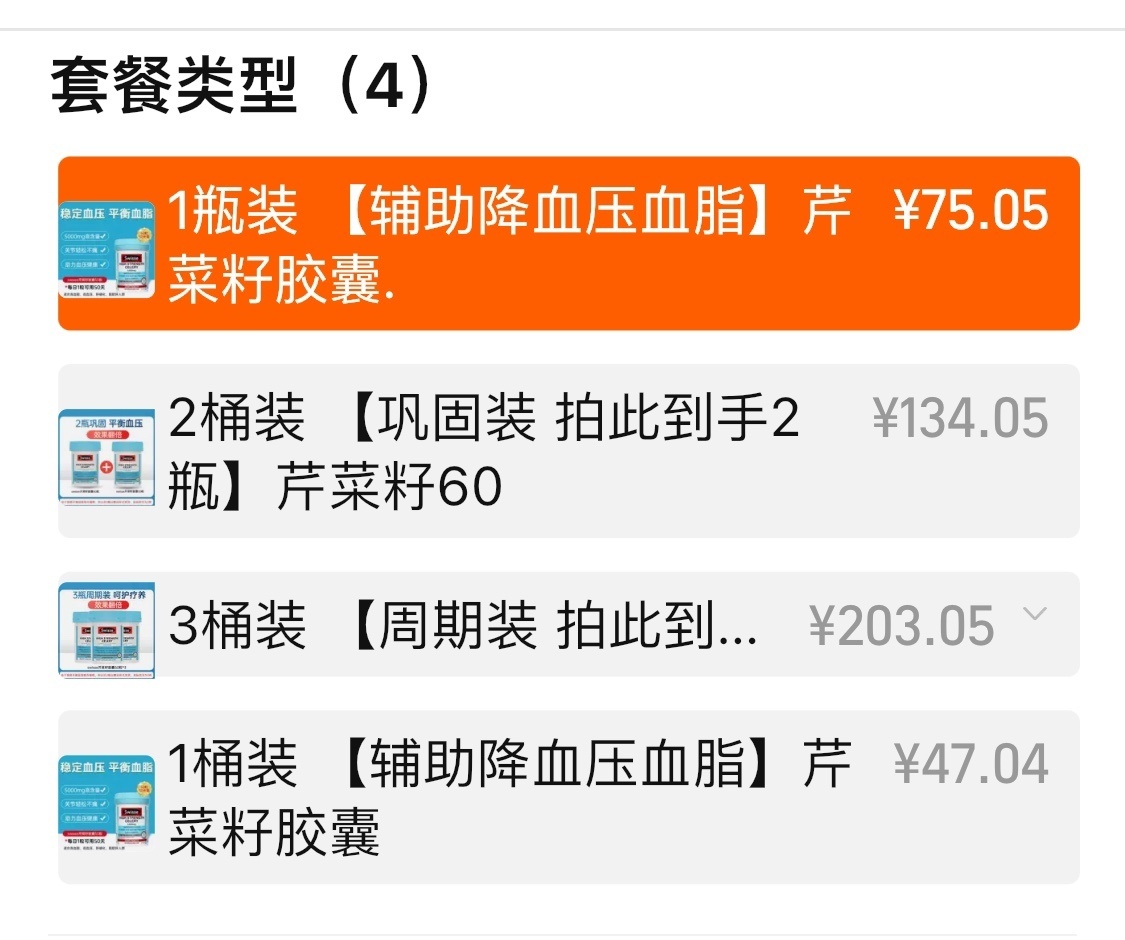 套餐类型（4）
稳定血压 平衡血脂
1瓶装 【辅助降血压血脂】芹 ¥75.05
菜籽胶囊.
2瓶巩固 平衡血压
效果翻倍
2桶装 【巩固装 拍此到手2 ¥134.05
瓶】芹菜籽60
3瓶周期装 呵护疗养
效果翻倍
3桶装 【周期装 拍此到... ¥203.05
稳定血压 平衡血脂
1桶装 【辅助降血压血脂】芹 ¥47.04
菜籽胶囊